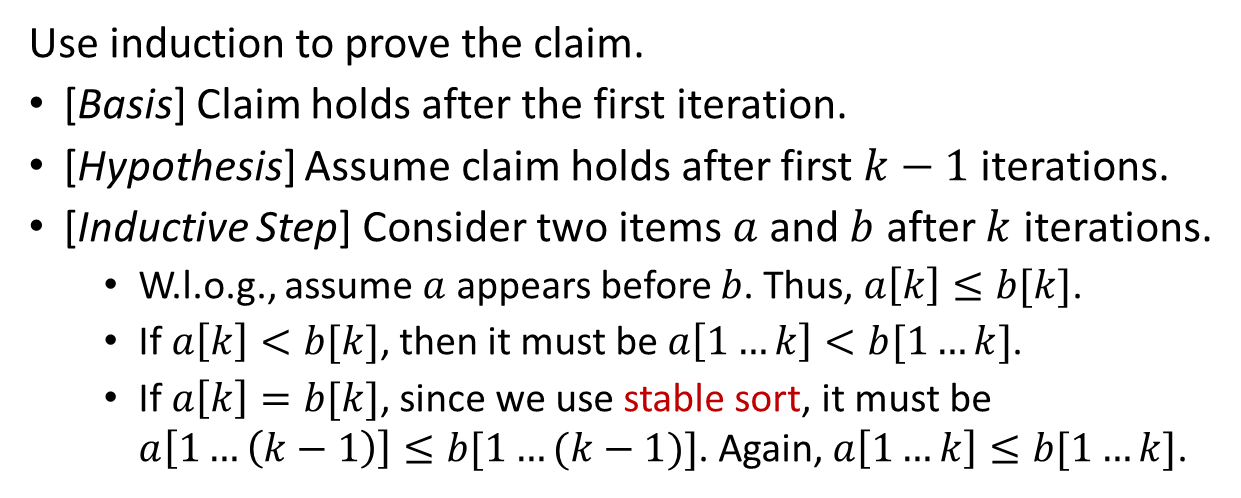 Use induction to prove the claim.
• [Basis] Claim holds after the first iteration.
• [Hypothesis] Assume claim holds after first k − 1 iterations.
• [Inductive Step] Consider two items a and b after k iterations.
• W.l.o.g., assume a appears before b. Thus, a[k] ≤ b[k].
• If a[k] < b[k], then it must be a[1 … k] < b[1 … k].
• If a[k] = b[k], since we use stable sort, it must be
a[1 … (k − 1)] ≤ b[1 … (k − 1)]. Again, a[1 … k] ≤ b[1 … k].